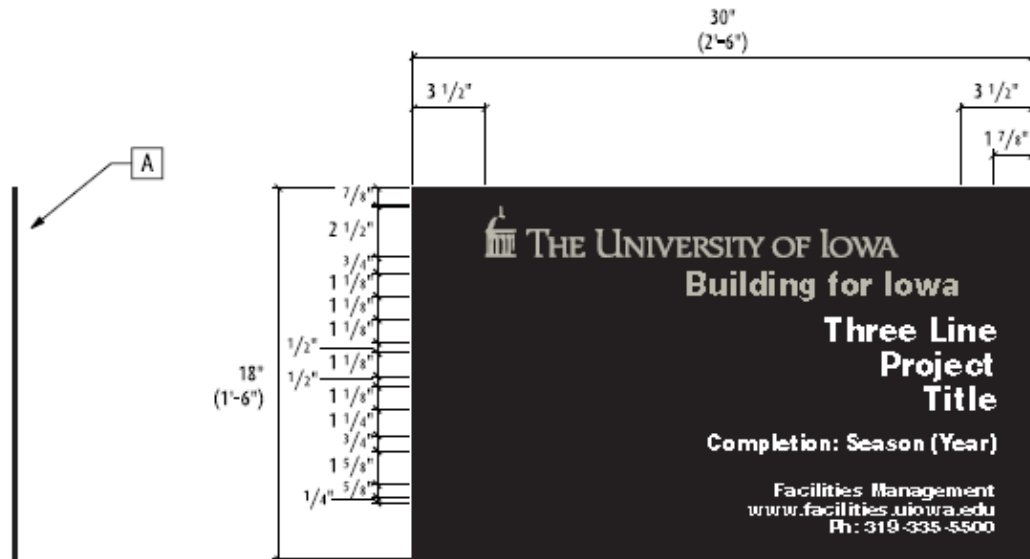 30"
(2'-6")
3 1/2"
3 1/2"
1 7/8"
A
7/8"
2 1/2"
3/4"
1 1/8"
1 1/8"
1 1/8"
1/2"
1 1/8"
1/2"
18"
(1'-6")
1 1/8"
1 1/4"
3/4"
1 5/8"
5/8"
1/4"
THE UNIVERSITY OF IOWA
Building for Iowa
Three Line
Project
Title
Completion: Season (Year)
Facilities Management
www.facilities.uiowa.edu
Ph: 319-335-5500